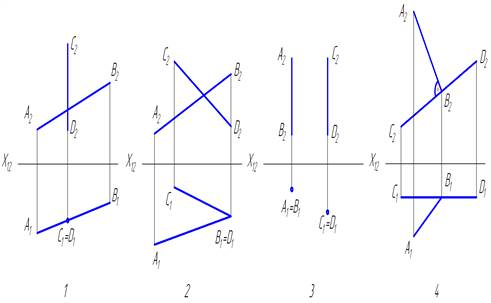 C₂
B₂
A₂
D₂
X₁₂
B₁
A₁
C₁=D₁
1
C₂
B₂
A₂
D₂
X₁₂
C₁
B₁=D₁
A₁
2
A₂
C₂
B₂
D₂
X₁₂
A₁=B₁
C₁=D₁
3
A₂
D₂
B₂
C₂
X₁₂
B₁
C₁
D₁
A₁
4